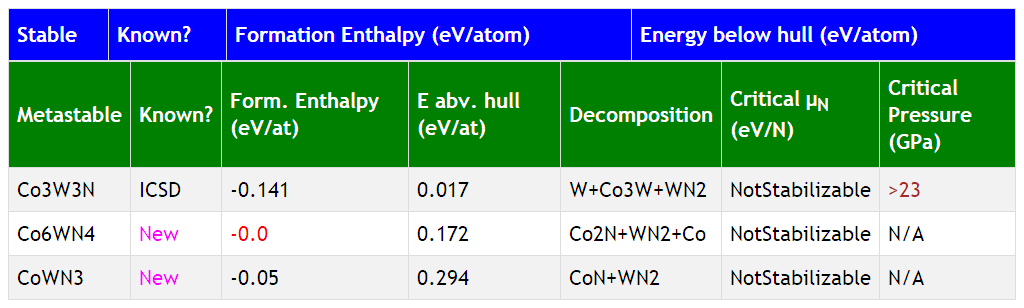 Stable Known? Formation Enthalpy (eV/atom) Energy below hull (eV/atom)
Metastable Known? Form. Enthalpy (eV/at) E abv. hull (eV/at) Decomposition Critical μN (eV/N) Critical Pressure (GPa)
Co3W3N ICSD -0.141 0.017 W+Co3W+WN2 NotStabilizable >23
Co6WN4 New -0.0 0.172 Co2N+WN2+Co NotStabilizable N/A
CoWN3 New -0.05 0.294 CoN+WN2 NotStabilizable N/A